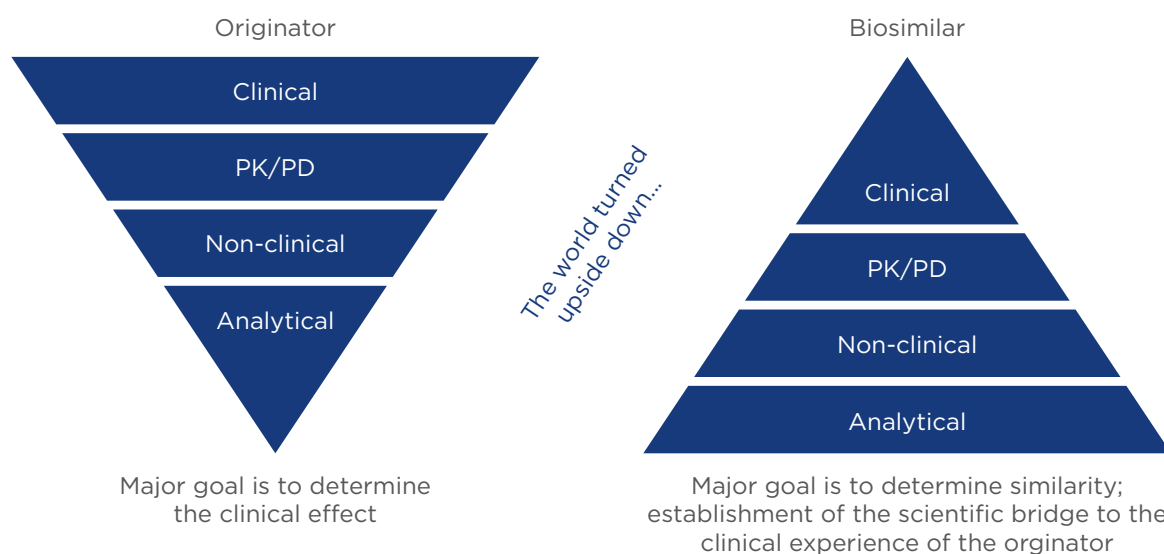 Originator
Clinical
PK/PD
Non-clinical
Analytical
Major goal is to determine
the clinical effect
The world turned
upside down...
Biosimilar
Clinical
PK/PD
Non-clinical
Analytical
Major goal is to determine similarity;
establishment of the scientific bridge to the
clinical experience of the orginator